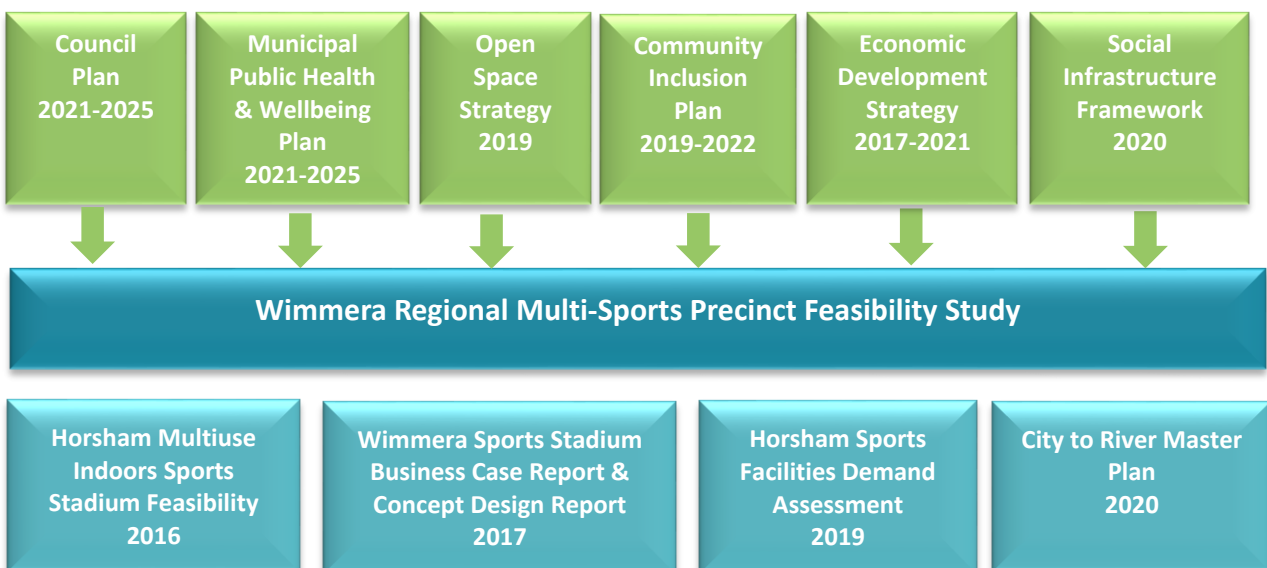 Council
Plan
2021-2025
Municipal
Public Health
& Wellbeing
Plan
2021-2025
Open
Space
Strategy
2019
Community
Inclusion
Plan
2019-2022
Economic
Development
Strategy
2017-2021
Social
Infrastructure
Framework
2020
Wimmera Regional Multi-Sports Precinct Feasibility Study
Horsham Multiuse
Indoors Sports
Stadium Feasibility
2016
Wimmera Sports Stadium
Business Case Report &
Concept Design Report
2017
Horsham Sports
Facilities Demand
Assessment
2019
City to River Master
Plan
2020